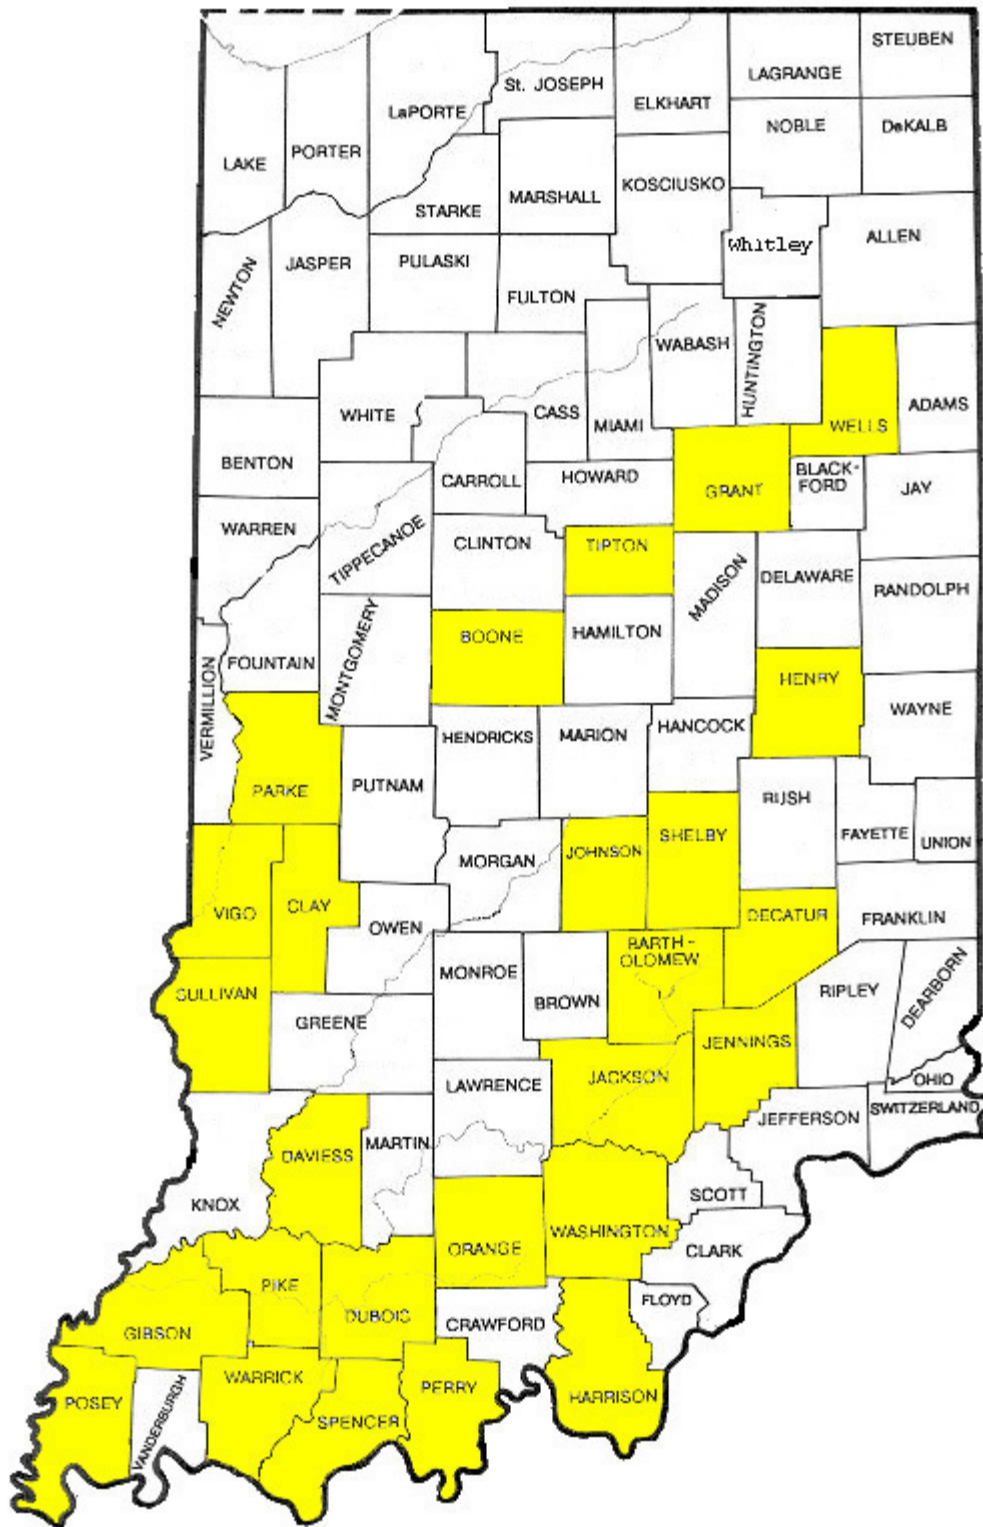 STEUBEN
LAGRANGE
St. JOSEPH
ELKHART
LaPORTE
NOBLE
DeKALB
PORTER
LAKE
KOSCIUSKO
MARSHALL
STARKE
ALLEN
Whitley
PULASKI
JASPER
NEWTON
FULTON
WABASH
HUNTINGTON
ADAMS
WHITE
CASS
MIAMI
WELLS
BENTON
CARROLL
HOWARD
GRANT
BLACK-
FORD
JAY
WARREN
TIPPECANOE
CLINTON
TIPTON
MADISON
DELAWARE
RANDOLPH
BOONE
HAMILTON
FOUNTAIN
MONTGOMERY
HENRY
VERMILLION
WAYNE
HENDRICKS
MARION
HANCOCK
PARKE
PUTNAM
RUSH
FAYETTE
UNION
SHELBY
JOHNSON
MORGAN
VIGO
CLAY
OWEN
DECATUR
FRANKLIN
BARTH-
OLOMEW
MONROE
BROWN
SULLIVAN
RIPLEY
DEARBORN
GREENE
JENNINGS
LAWRENCE
JACKSON
OHIO
SWITZERLAND
JEFFERSON
MARTIN
DAVIESS
KNOX
SCOTT
WASHINGTON
ORANGE
CLARK
PIKE
DUBOIS
FLOYD
GIBSON
CRAWFORD
WARRICK
PERRY
HARRISON
POSEY
VANDERBURGH
SPENCER